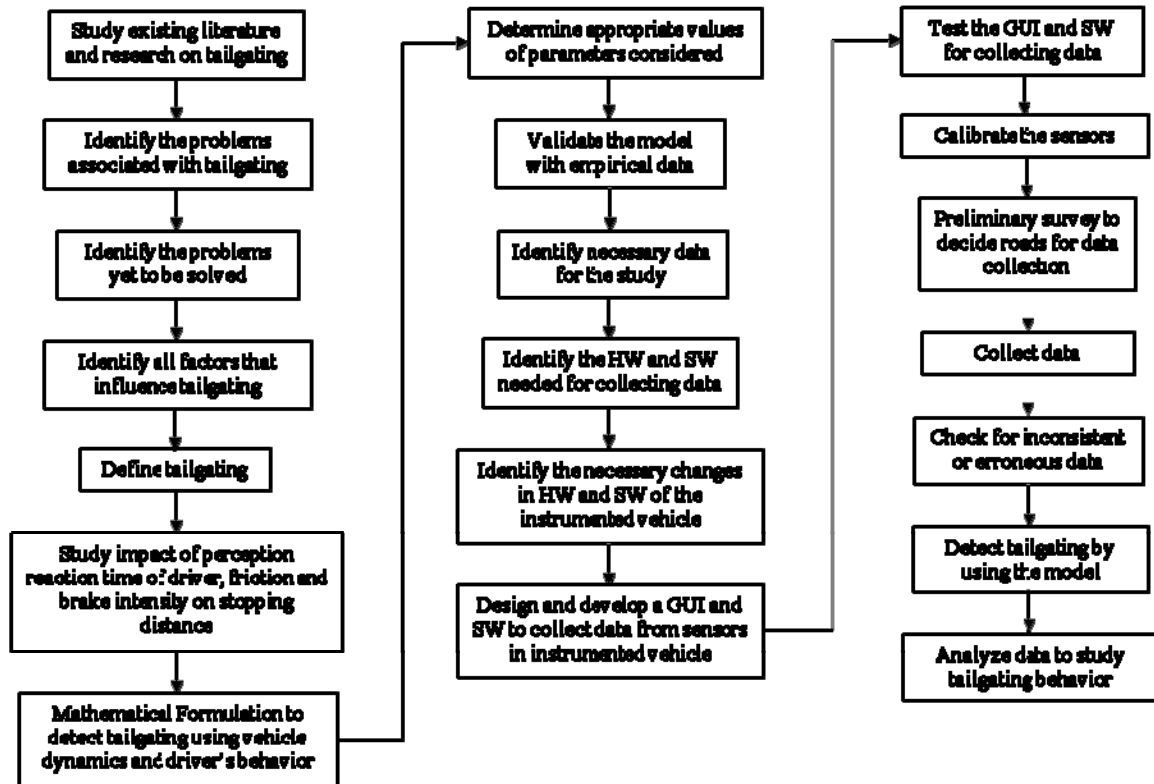 Study existing literature
and research on tailgating
Identify the problems
associated with tailgating
Identify the problems
yet to be solved
Identify all factors that
influence tailgating
Define tailgating
Study impact of perception
reaction time of driver, friction and
brake intensity on stopping
distance
Mathematical Formulation to
detect tailgating using vehicle
dynamics and driver's behavior
Determine appropriate values
of parameters considered
Validate the model
with empirical data
Identify necessary data
for the study
Identify the HW and SW
needed for collecting data
Identify the necessary changes
in HW and SW of the
instrumented vehicle
Design and develop a GUI and
SW to collect data from sensors
in instrumented vehicle
Test the GUI and SW
for collecting data
Calibrate the sensors
Preliminary survey to
decide roads for data
collection
Collect data
Check for inconsistent
or erroneous data
Detect tailgating by
using the model
Analyze data to study
tailgating behavior